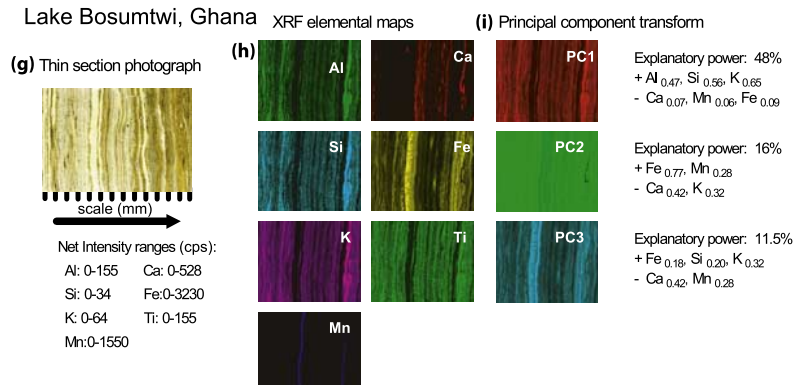 Lake Bosumtwi, Ghana
(g) Thin section photograph
scale (mm)
Net Intensity ranges (cps):
Al: 0-155 Ca: 0-528
Si: 0-34 Fe:0-3230
K: 0-64 Ti: 0-155
Mn:0-1550
(h) XRF elemental maps
Al Ca
Si Fe
K Ti
Mn
(i) Principal component transform
PC1
Explanatory power: 48%
+ Al 0.47, Si 0.56, K 0.65
- Ca 0.07, Mn 0.06, Fe 0.09
PC2
Explanatory power: 16%
+ Fe 0.77, Mn 0.28
- Ca 0.42, K 0.32
PC3
Explanatory power: 11.5%
+ Fe 0.18, Si 0.20, K 0.32
- Ca 0.42, Mn 0.28